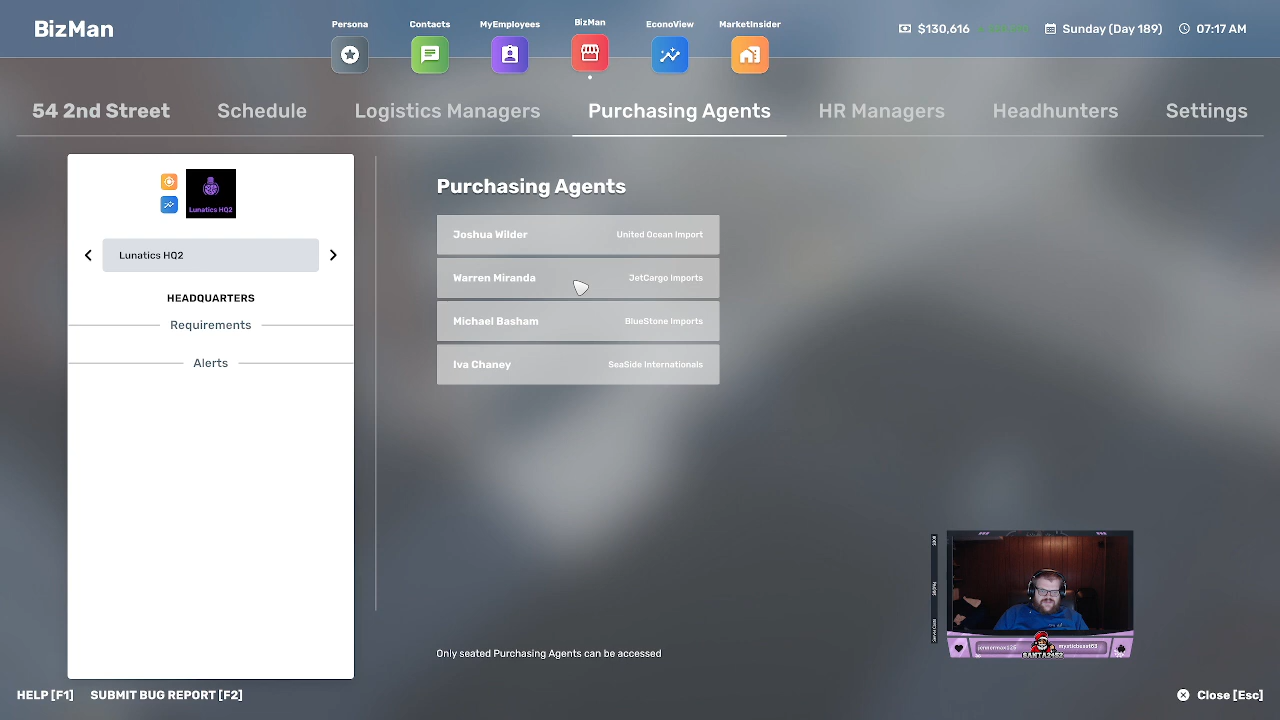 BizMan
Persona
Contacts
MyEmployees
BizMan
EconoView
MarketInsider
$130,616
Sunday (Day 189)
07:17 AM
54 2nd Street
Schedule
Logistics Managers
Purchasing Agents
HR Managers
Headhunters
Settings
Lunatics HQ2
Lunatics HQ2
HEADQUARTERS
Requirements
Alerts
Purchasing Agents
Joshua Wilder United Ocean Import
Warren Miranda JetCargo Imports
Michael Basham BlueStone Imports
Iva Chaney SeaSide Internationals
Only seated Purchasing Agents can be accessed
SANTA2452
HELP [F1]
SUBMIT BUG REPORT [F2]
Close [Esc]